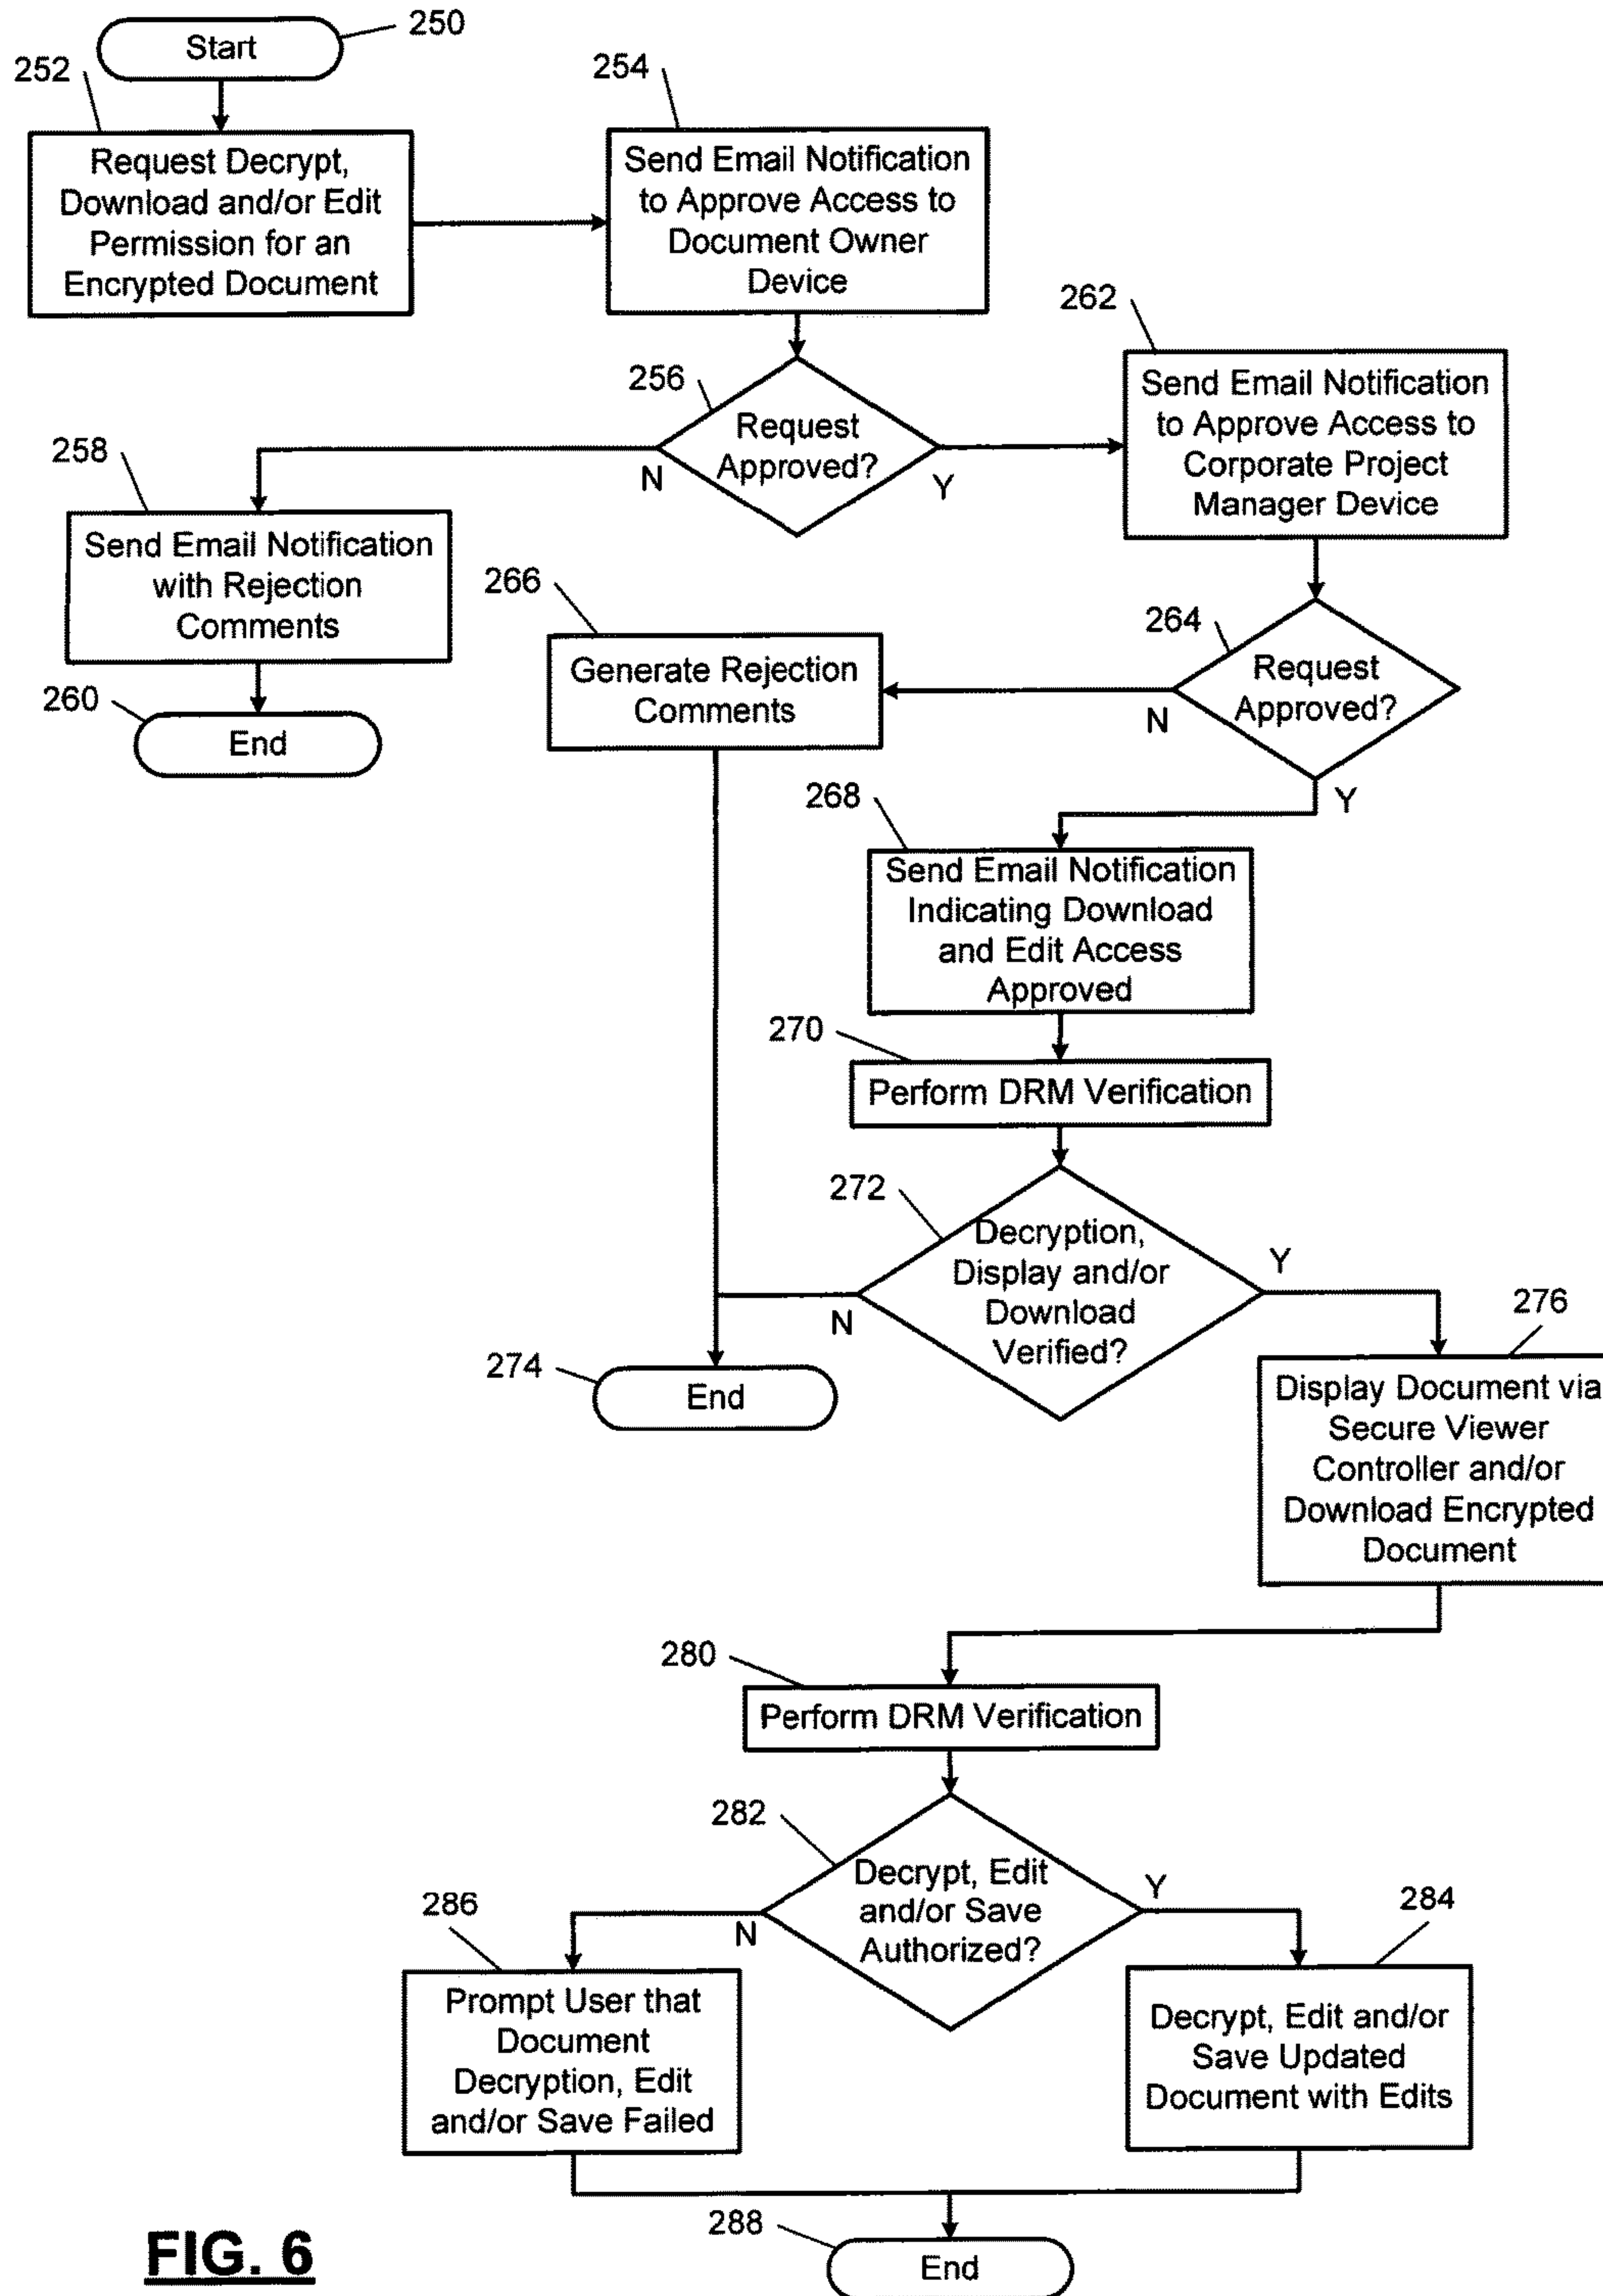 Start
250
252
Request Decrypt,
Download and/or Edit
Permission for an
Encrypted Document
254
Send Email Notification
to Approve Access to
Document Owner
Device
256
Request
Approved?
N
Y
258
Send Email Notification
with Rejection
Comments
260
End
262
Send Email Notification
to Approve Access to
Corporate Project
Manager Device
264
Request
Approved?
N
Y
266
Generate Rejection
Comments
268
Send Email Notification
Indicating Download
and Edit Access
Approved
270
Perform DRM Verification
272
Decryption,
Display and/or
Download
Verified?
N
Y
274
End
276
Display Document via
Secure Viewer
Controller and/or
Download Encrypted
Document
280
Perform DRM Verification
282
Decrypt, Edit
and/or Save
Authorized?
N
Y
286
Prompt User that
Document
Decryption, Edit
and/or Save Failed
284
Decrypt, Edit and/or
Save Updated
Document with Edits
288
End
FIG. 6